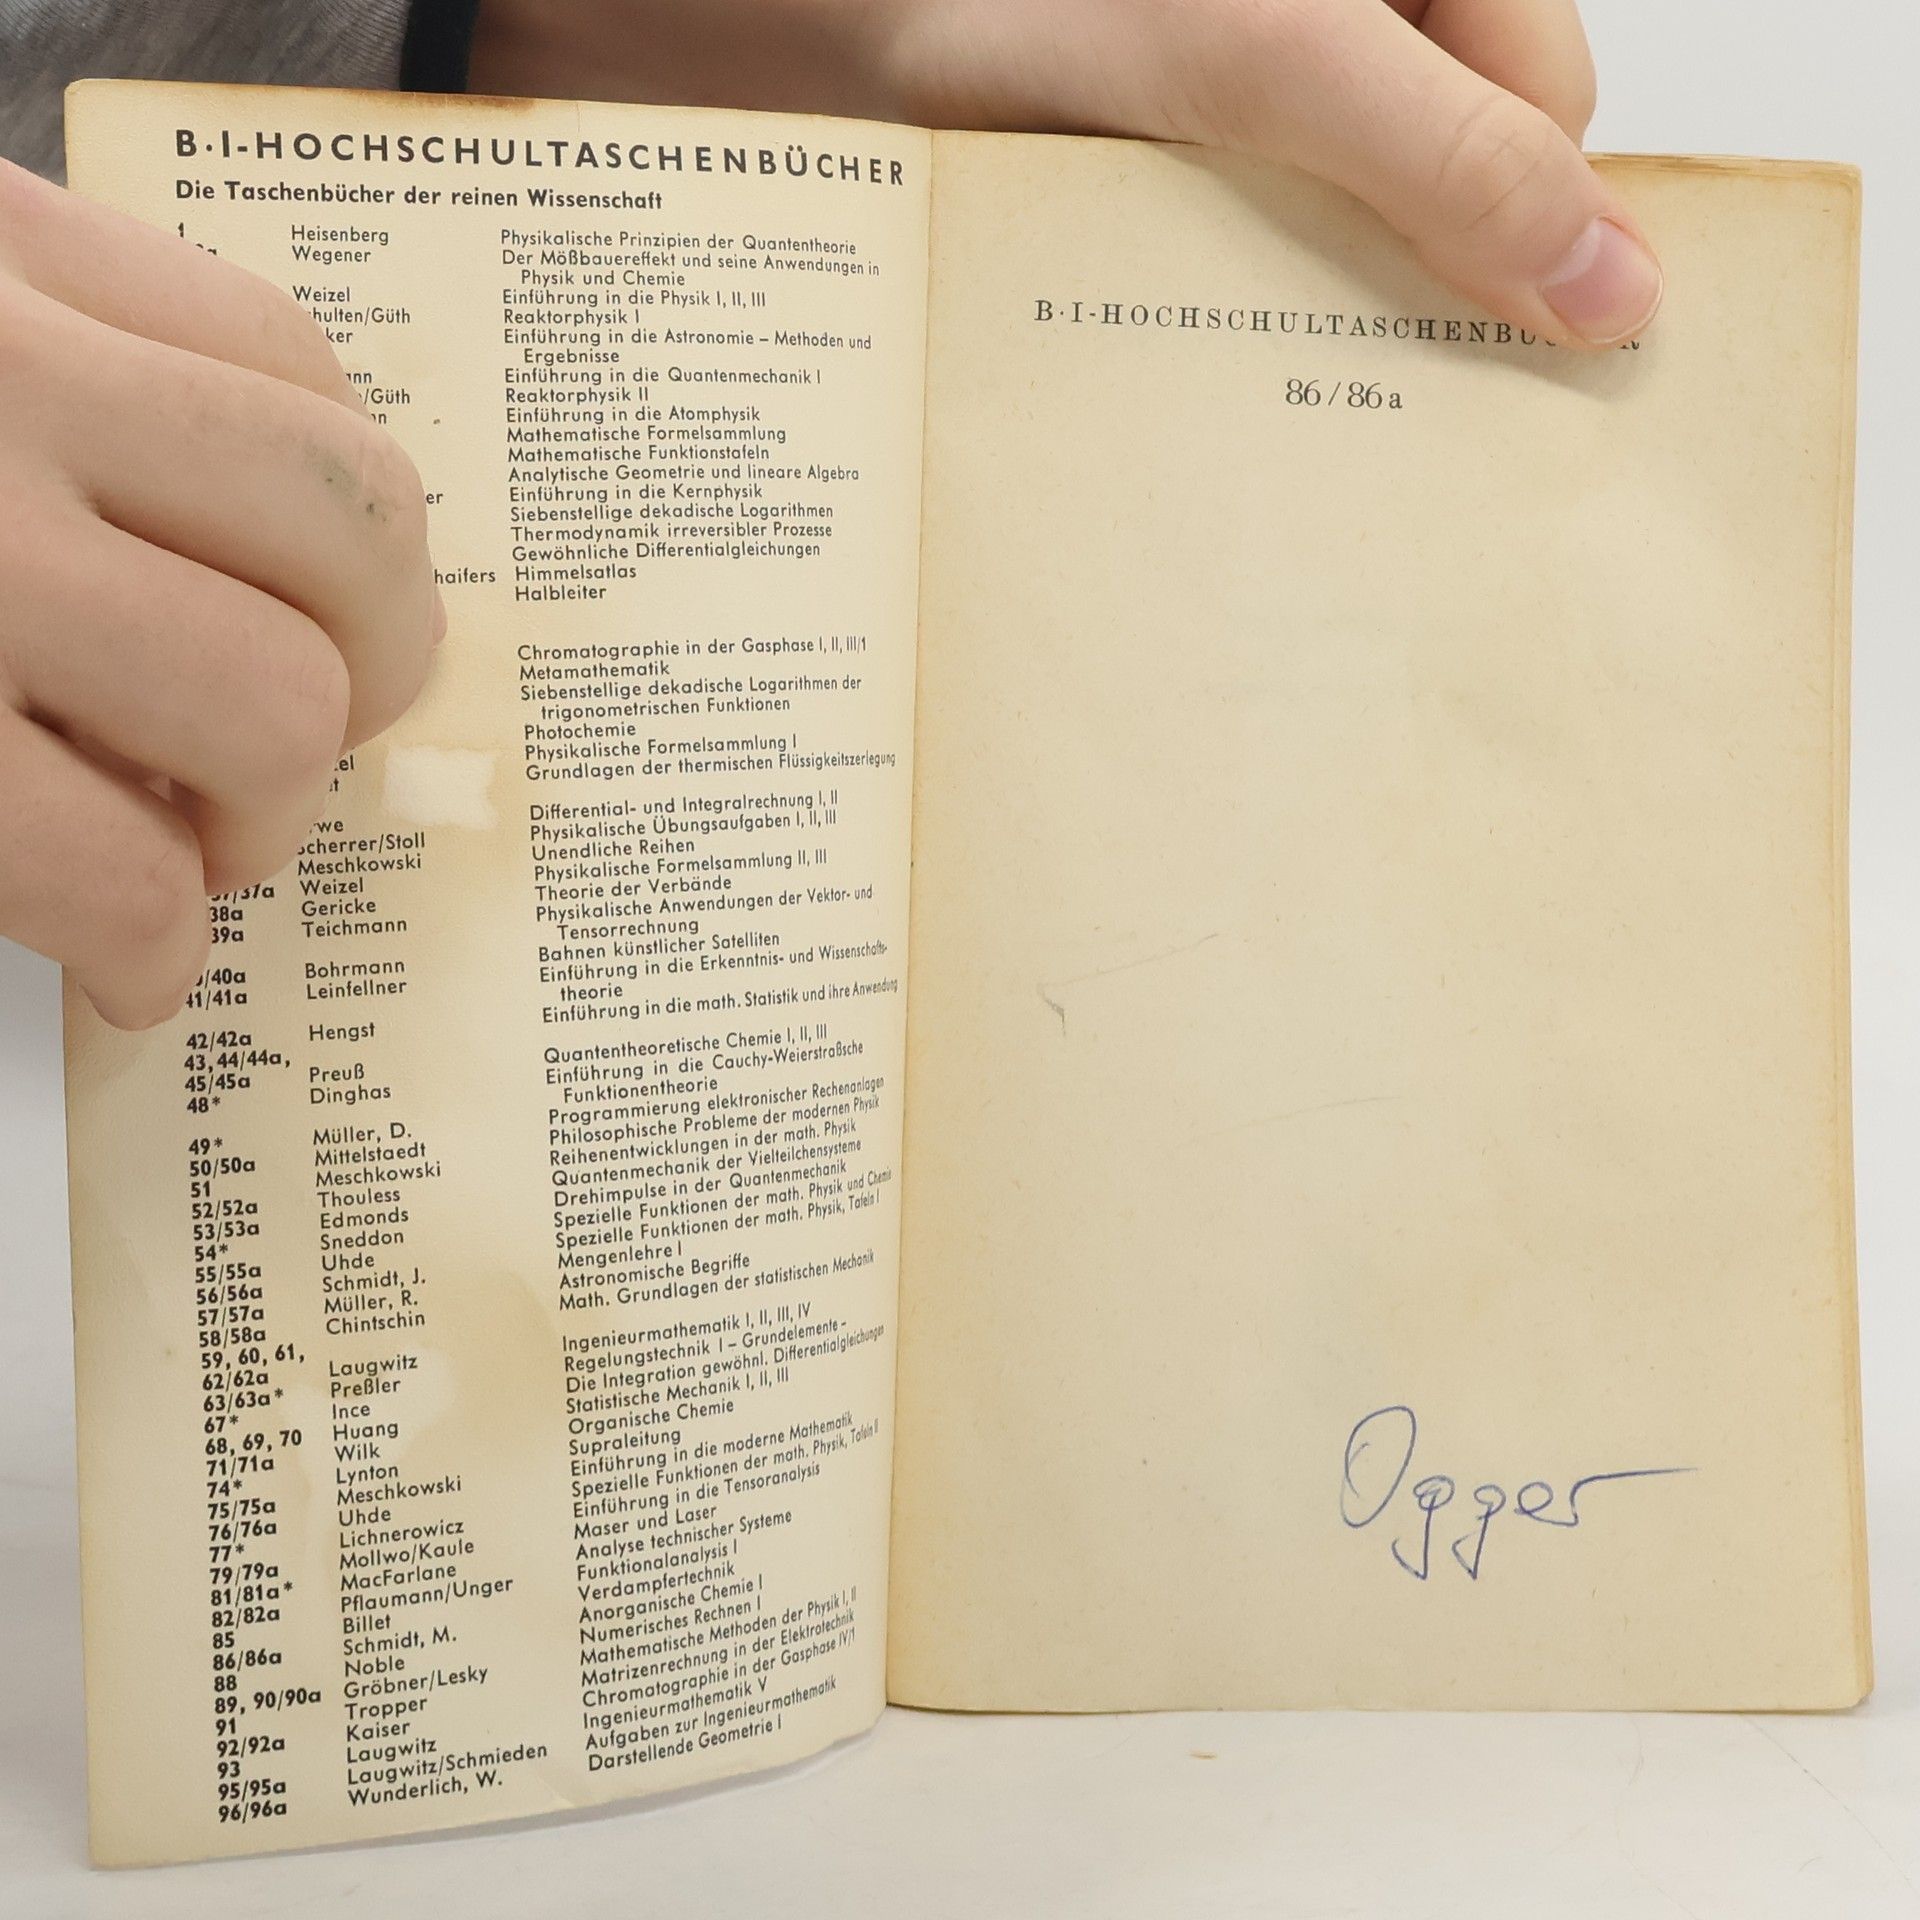 B·I-HOCHSCHULTASCHENBÜCHER
Die Taschenbücher der reinen Wissenschaft
1 Heisenberg Physikalische Prinzipien der Quantentheorie
Wegener Der Mößbauereffekt und seine Anwendungen in
Physik und Chemie
Weizel Einführung in die Physik I, II, III
/Güth Reaktorphysik I
Einführung in die Astronomie – Methoden und
Ergebnisse
Einführung in die Quantenmechanik I
/Güth Reaktorphysik II
Einführung in die Atomphysik
Mathematische Formelsammlung
Mathematische Funktionstafeln
Analytische Geometrie und lineare Algebra
Einführung in die Kernphysik
Siebenstellige dekadische Logarithmen
Thermodynamik irreversibler Prozesse
Gewöhnliche Differentialgleichungen
Himmelsatlas
Halbleiter
Chromatographie in der Gasphase I, II, III/1
Metamathematik
Siebenstellige dekadische Logarithmen der
trigonometrischen Funktionen
Photochemie
Physikalische Formelsammlung I
Grundlagen der thermischen Flüssigkeitszerlegung
Differential- und Integralrechnung I, II
Scherrer/Stoll Physikalische Übungsaufgaben I, II, III
Meschkowski Unendliche Reihen
37/37a Weizel Physikalische Formelsammlung II, III
38a Gericke Theorie der Verbände
39a Teichmann Physikalische Anwendungen der Vektor- und
Tensorrechnung
/40a Bohrmann Bahnen künstlicher Satelliten
41/41a Leinfellner Einführung in die Erkenntnis- und Wissenschafts-
theorie
42/42a Hengst Einführung in die math. Statistik und ihre Anwendung
43, 44/44a,
45/45a Preuß Quantentheoretische Chemie I, II, III
48* Dinghas Einführung in die Cauchy-Weierstraßsche
Funktionentheorie
49* Müller, D. Programmierung elektronischer Rechenanlagen
50/50a Mittelstaedt Philosophische Probleme der modernen Physik
51 Meschkowski Reihenentwicklungen in der math. Physik
52/52a Thouless Quantenmechanik der Vielteilchensysteme
53/53a Edmonds Drehimpulse in der Quantenmechanik
54* Sneddon Spezielle Funktionen der math. Physik und Chemie
55/55a Uhde Spezielle Funktionen der math. Physik, Tafeln I
56/56a Schmidt, J. Mengenlehre I
57/57a Müller, R. Astronomische Begriffe
58/58a Chintschin Math. Grundlagen der statistischen Mechanik
59, 60, 61,
62/62a Laugwitz Ingenieurmathematik I, II, III, IV
63/63a* Preßler Regelungstechnik I – Grundelemente –
67* Ince Die Integration gewöhnl. Differentialgleichungen
68, 69, 70 Huang Statistische Mechanik I, II, III
71/71a Wilk Organische Chemie
74* Lynton Supraleitung
75/75a Meschkowski Einführung in die moderne Mathematik
76/76a Uhde Spezielle Funktionen der math. Physik, Tafeln II
77* Lichnerowicz Einführung in die Tensoranalysis
79/79a Mollwo/Kaule Maser und Laser
81/81a* MacFarlane Analyse technischer Systeme
82/82a Pflaumann/Unger Funktionalanalysis I
85 Billet Verdampfertechnik
86/86a Schmidt, M. Anorganische Chemie I
88 Noble Numerisches Rechnen I
89, 90/90a Gröbner/Lesky Mathematische Methoden der Physik I, II
91 Tropper Matrizenrechnung in der Elektrotechnik
92/92a Kaiser Chromatographie in der Gasphase IV/1
93 Laugwitz Ingenieurmathematik V
95/95a Laugwitz/Schmieden Aufgaben zur Ingenieurmathematik
96/96a Wunderlich, W. Darstellende Geometrie I
B·I-HOCHSCHULTASCHENBÜ
86/86a
Ogger